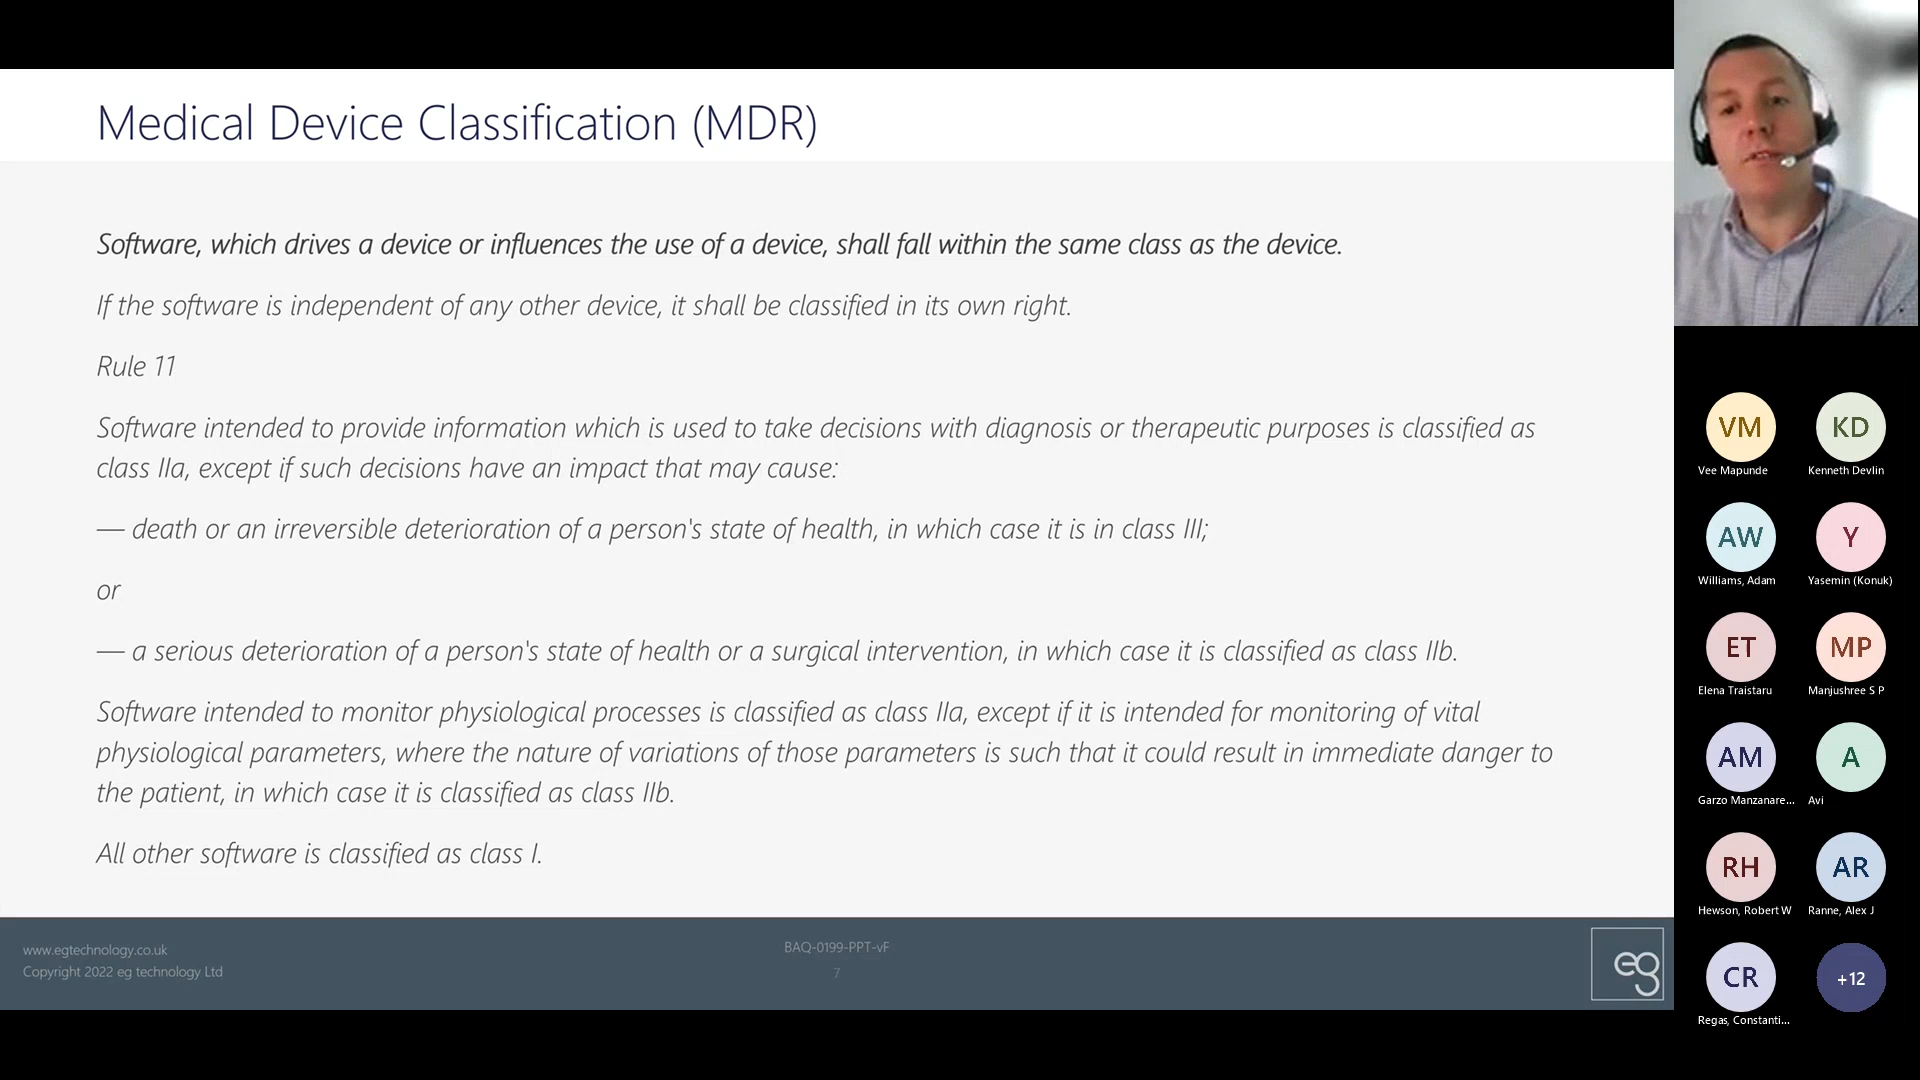 Medical Device Classification (MDR)
Software, which drives a device or influences the use of a device, shall fall within the same class as the device.
If the software is independent of any other device, it shall be classified in its own right.
Rule 11
Software intended to provide information which is used to take decisions with diagnosis or therapeutic purposes is classified as
class IIa, except if such decisions have an impact that may cause:
— death or an irreversible deterioration of a person's state of health, in which case it is in class III;
or
— a serious deterioration of a person's state of health or a surgical intervention, in which case it is classified as class IIb.
Software intended to monitor physiological processes is classified as class IIa, except if it is intended for monitoring of vital
physiological parameters, where the nature of variations of those parameters is such that it could result in immediate danger to
the patient, in which case it is classified as class IIb.
All other software is classified as class I.
www.egtechnology.co.uk
Copyright 2022 eg technology Ltd
BAQ-0199-PPT-vF
7
eg
VM
Vee Mapunde
KD
Kenneth Devlin
AW
Williams, Adam
Y
Yasemin (Konuk)
ET
Elena Traistaru
MP
Manjushree S P
AM
Garzo Manzanare...
A
Avi
RH
Hewson, Robert W
AR
Ranne, Alex J
CR
Regas, Constanti...
+12